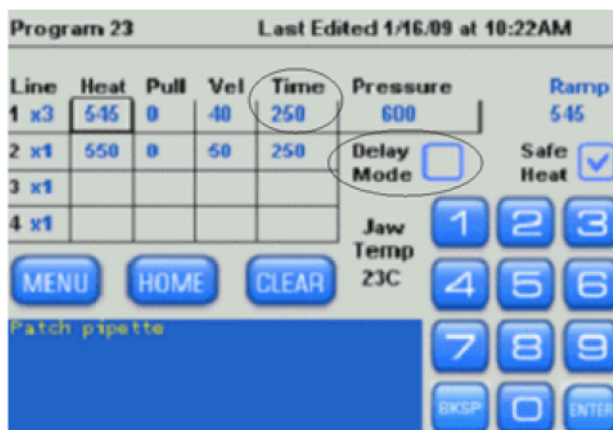 Program 23 Last Edited 1/16/09 at 10:22AM
Line Heat Pull Vel Time Pressure Ramp
1 x3 545 0 40 250 600 545
2 x1 550 0 50 250 Delay Mode Safe Heat
3 x1
4 x1
Jaw Temp 23C
MENU HOME CLEAR
Patch pipette
1 2 3
4 5 6
7 8 9
BKSP 0 ENTER